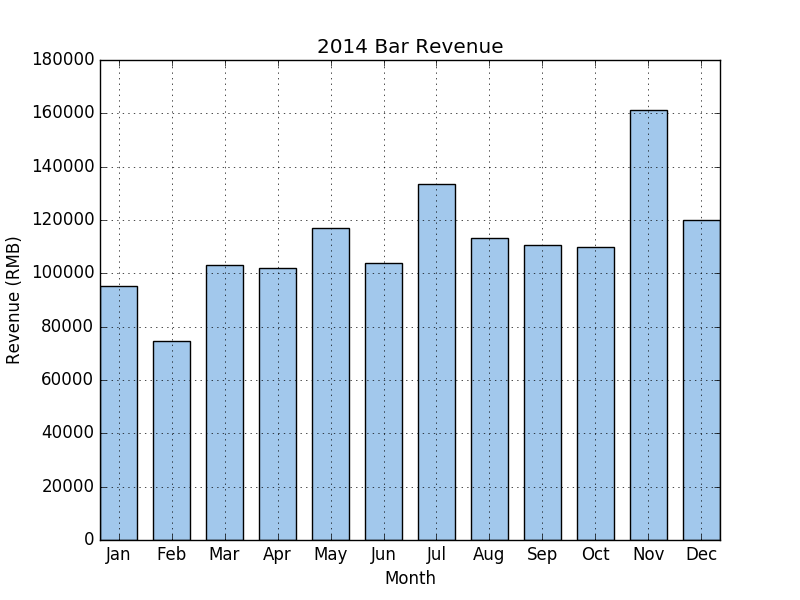 2014 Bar Revenue
180000
160000
140000
120000
100000
80000
60000
40000
20000
0
Revenue (RMB)
Jan Feb Mar Apr May Jun Jul Aug Sep Oct Nov Dec
Month